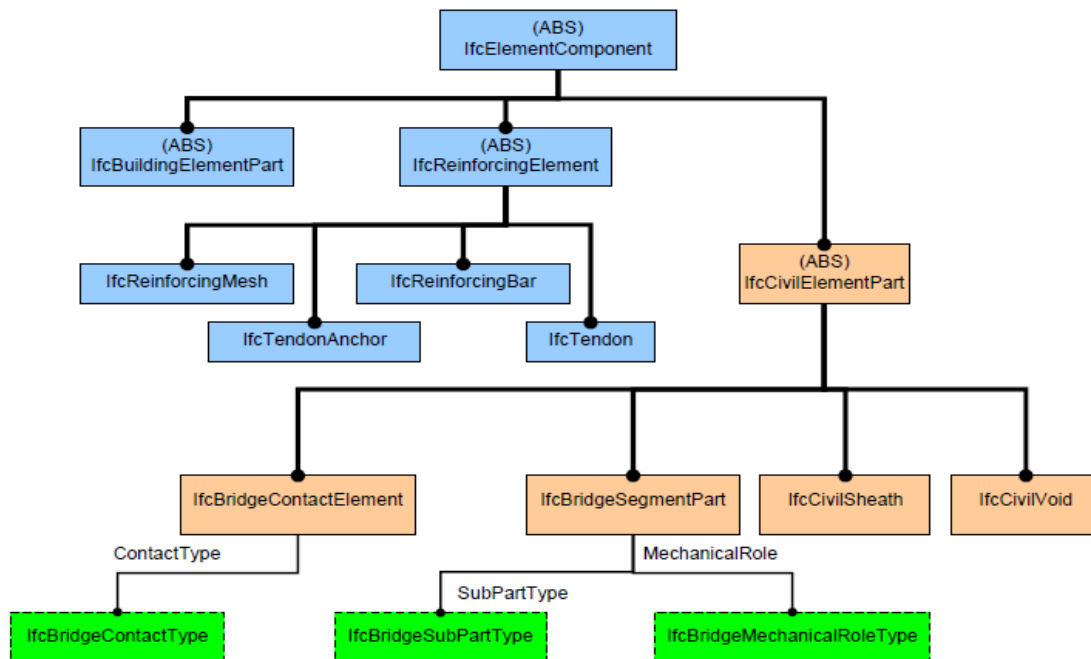 (ABS)
IfcElementComponent
(ABS)
IfcBuildingElementPart
(ABS)
IfcReinforcingElement
(ABS)
IfcCivilElementPart
IfcReinforcingMesh
IfcReinforcingBar
IfcTendonAnchor
IfcTendon
IfcBridgeContactElement
IfcBridgeSegmentPart
IfcCivilSheath
IfcCivilVoid
ContactType
MechanicalRole
SubPartType
IfcBridgeContactType
IfcBridgeSubPartType
IfcBridgeMechanicalRoleType